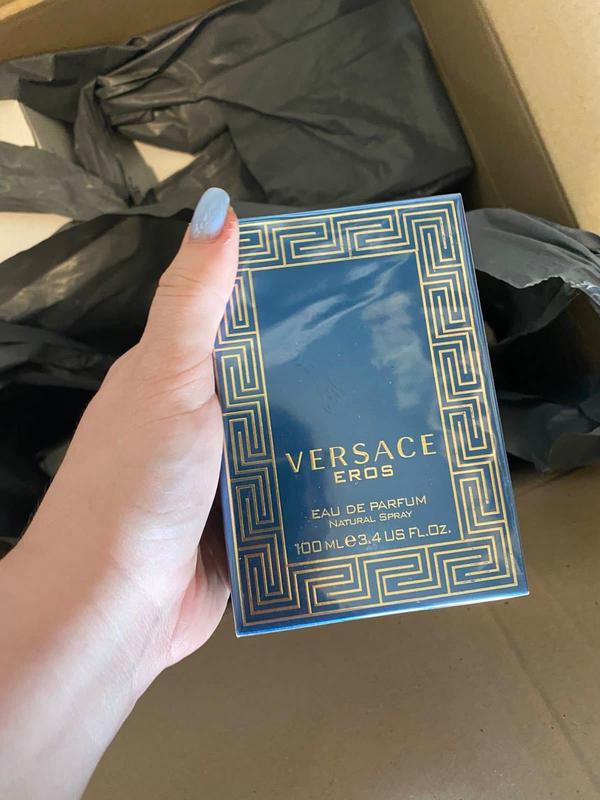 VERSACE
EROS
EAU DE PARFUM
NATURAL SPRAY
100 ML ℮ 3.4 US FL.OZ.